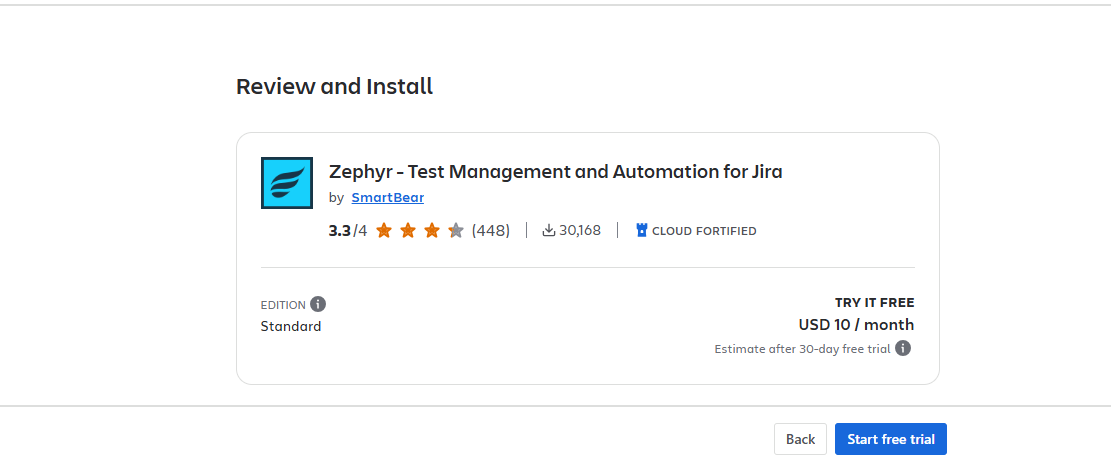 Review and Install
Zephyr - Test Management and Automation for Jira
by SmartBear
3.3/4 (448) 30,168 CLOUD FORTIFIED
EDITION
Standard
TRY IT FREE
USD 10 / month
Estimate after 30-day free trial
Back Start free trial